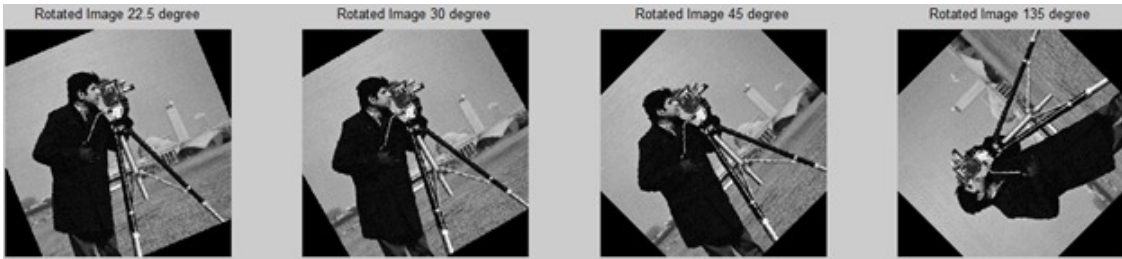 Rotated Image 22.5 degree
Rotated Image 30 degree
Rotated Image 45 degree
Rotated Image 135 degree